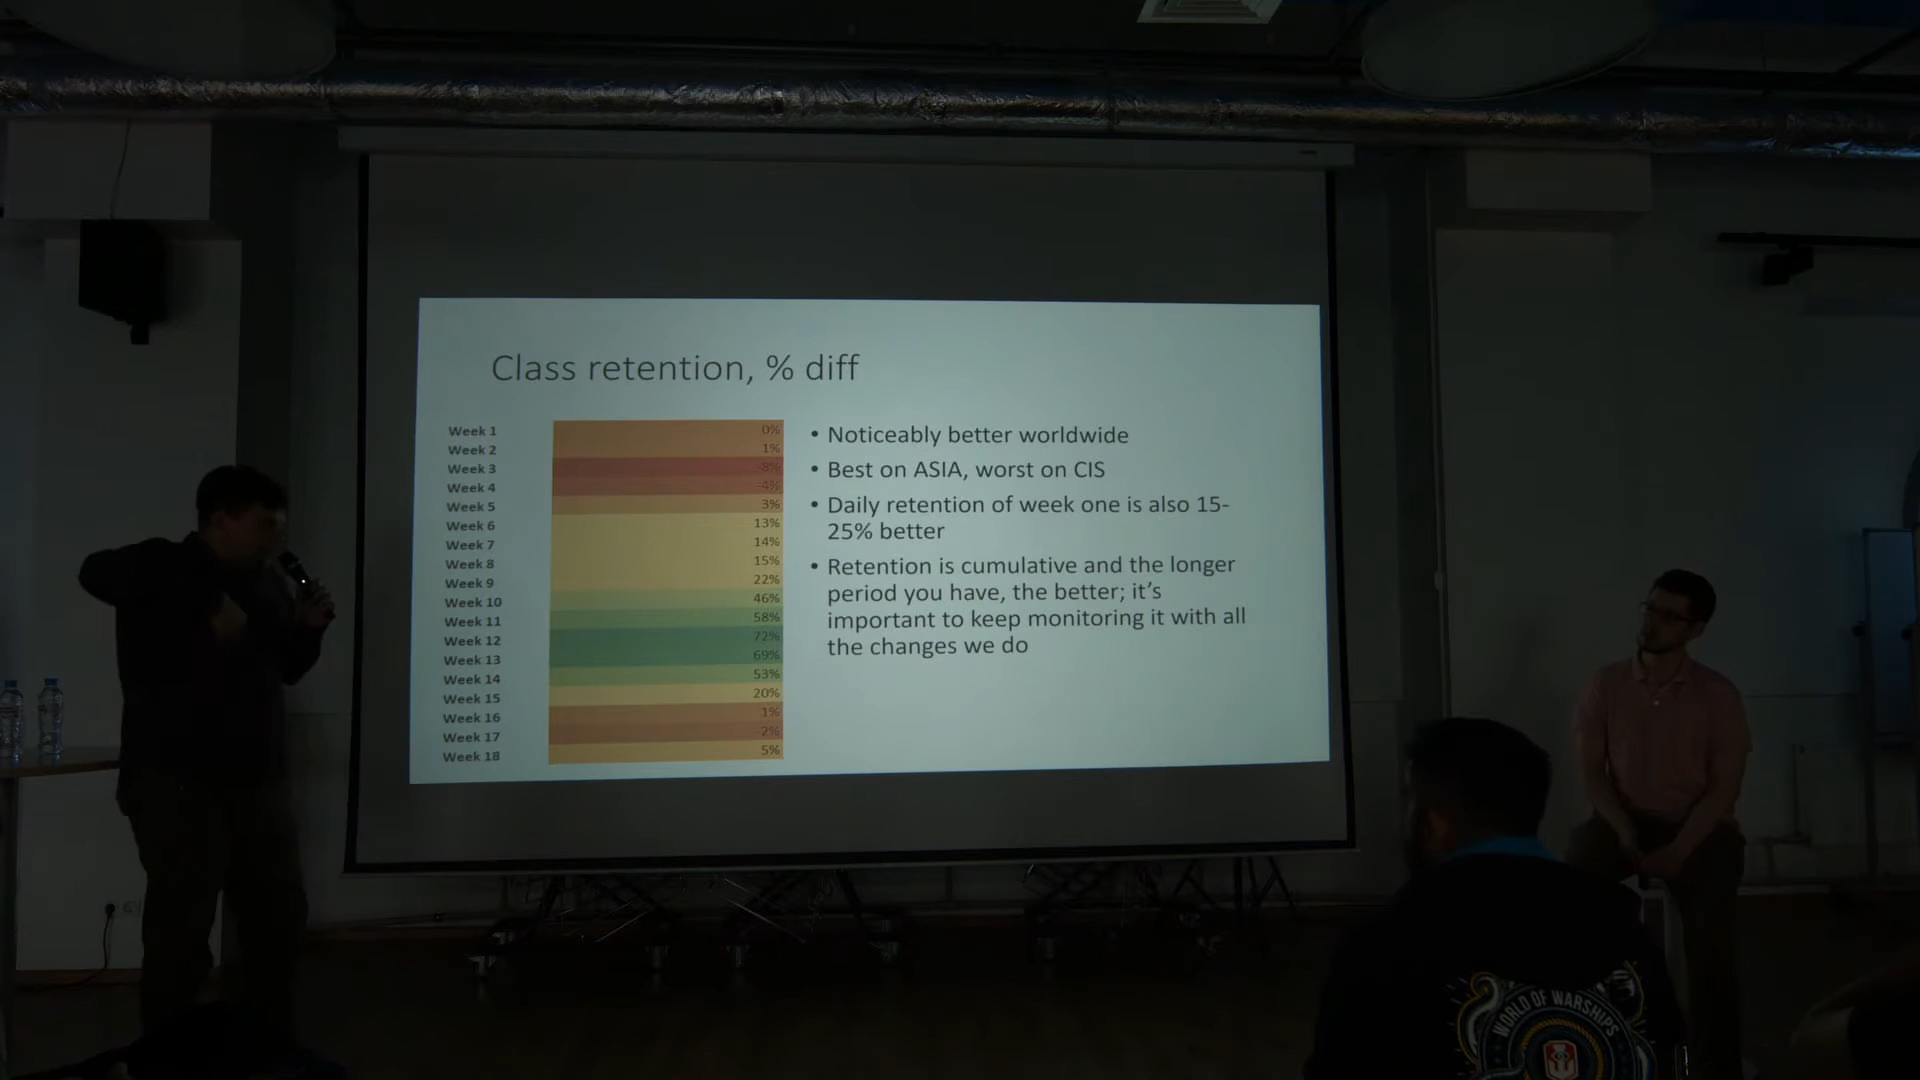 Class retention, % diff
Week 1 0%
Week 2 1%
Week 3 -8%
Week 4 -4%
Week 5 3%
Week 6 13%
Week 7 14%
Week 8 15%
Week 9 22%
Week 10 46%
Week 11 58%
Week 12 72%
Week 13 69%
Week 14 53%
Week 15 20%
Week 16 1%
Week 17 -2%
Week 18 5%
• Noticeably better worldwide
• Best on ASIA, worst on CIS
• Daily retention of week one is also 15-
25% better
• Retention is cumulative and the longer
period you have, the better; it's
important to keep monitoring it with all
the changes we do
WORLD OF WARSHIPS